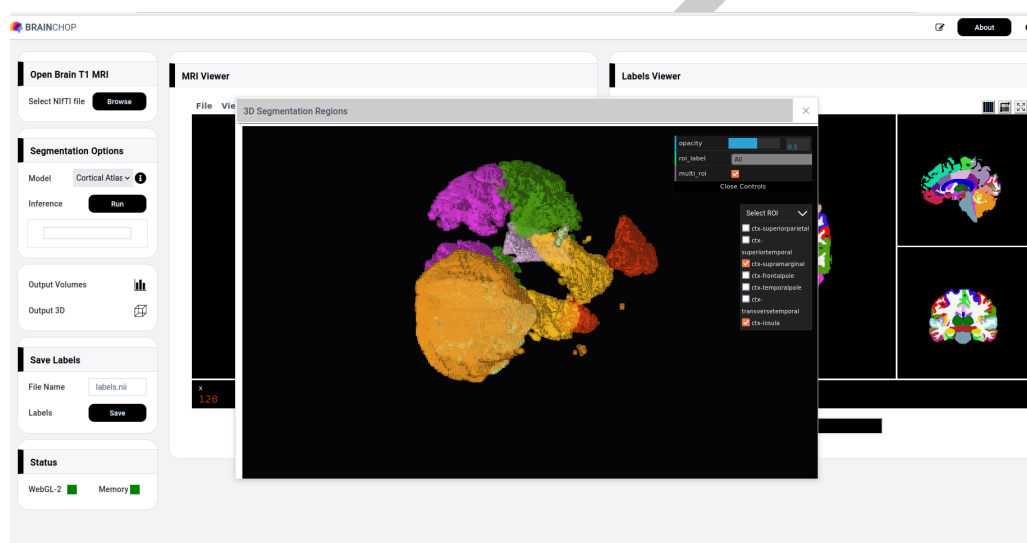 BRAINCHOP
About
Open Brain T1 MRI
Select NIfTI file
Browse
Segmentation Options
Model
Cortical Atlas
Inference
Run
Output Volumes
Output 3D
Save Labels
File Name
labels.nii
Labels
Save
Status
WebGL-2
Memory
MRI Viewer
File
Vie
x
128
Labels Viewer
3D Segmentation Regions
×
opacity
0.5
roi_label
All
multi_roi
Close Controls
Select ROI
ctx-superiorparietal
ctx-
superiortemporal
ctx-supramarginal
ctx-frontalpole
ctx-temporalpole
ctx-
transversetemporal
ctx-insula